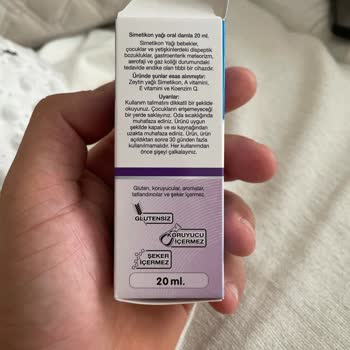 Simetikon yağı oral damla 20 ml.
Simetikon Yağı bebekler,
çocuklar ve yetişkinlerdeki dispeptik
bozukluklar, gastroenterik meteorizm,
aerofaji ve gaz koliği durumundaki
tedavide endike olan tıbbi bir cihazdır.
Üründe şunlar esas alınmıştır:
Zeytin yağlı Simetikon, A vitamini,
E vitamini ve Koenzim Q.
Uyarılar:
Kullanım talimatını dikkatli bir şekilde
okuyunuz. Çocukların erişemeyeceği
bir yerde saklayınız. Oda sıcaklığında
muhafaza ediniz. Ürünü uygun
şekilde kapalı ve ısı kaynağından
uzakta muhafaza ediniz. Ürün, ürün
açıldıktan sonra 30 günden fazla
kullanılmamalıdır. Her kullanımdan
önce şişeyi çalkalayınız.
Gluten, koruyucular, aromalar,
tatlandırıcılar ve şeker içermez.
GLUTENSİZ
KORUYUCU
İÇERMEZ
ŞEKER
İÇERMEZ
20 ml.